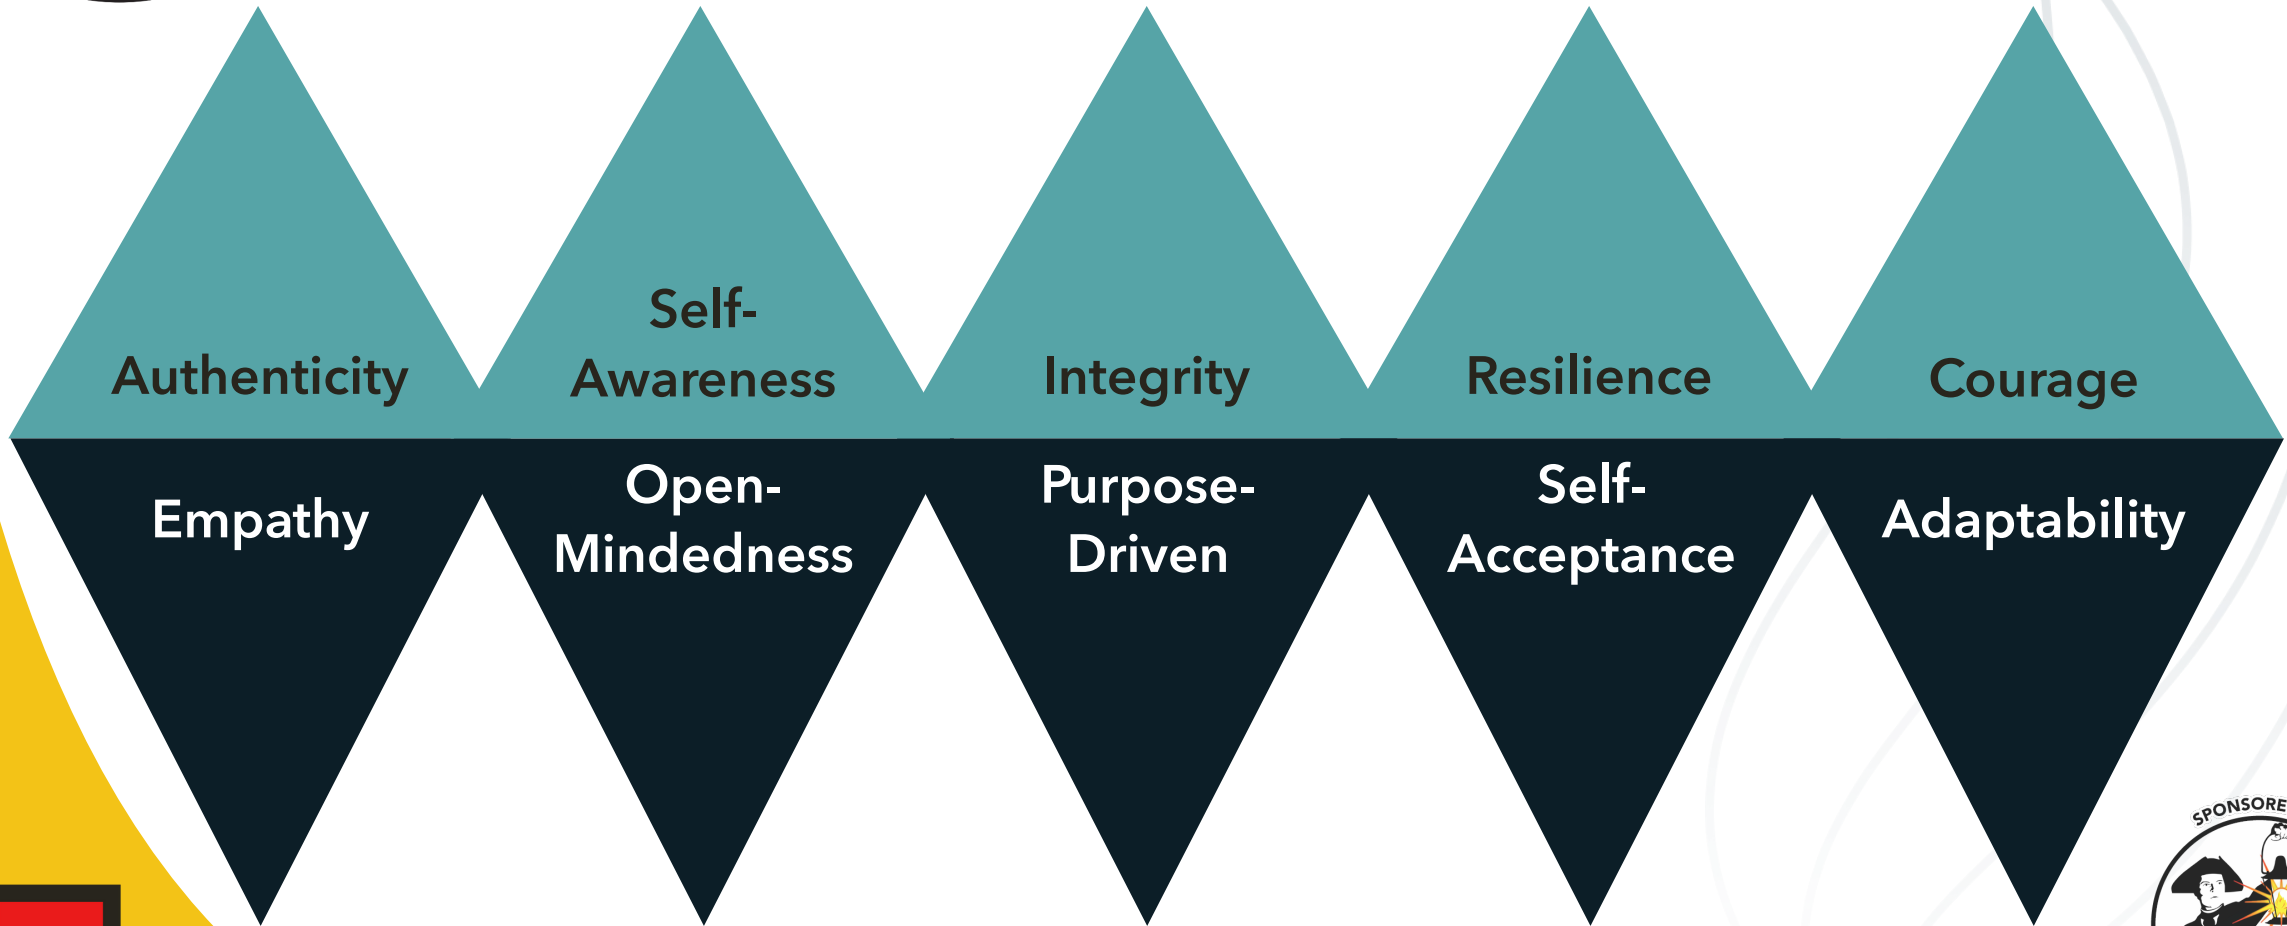 Authenticity
Self-
Awareness
Integrity
Resilience
Courage
Empathy
Open-
Mindedness
Purpose-
Driven
Self-
Acceptance
Adaptability
SPONSORE